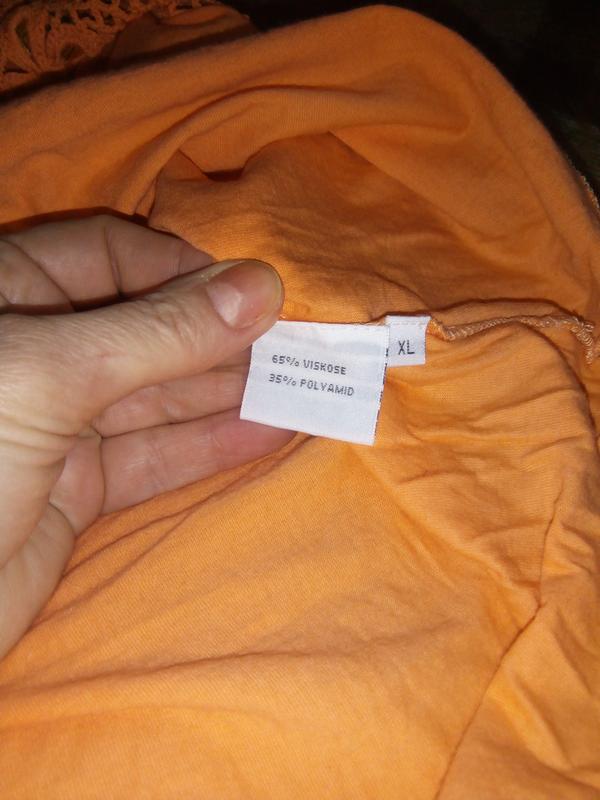 65% VISKOSE
35% POLYAMID
XL